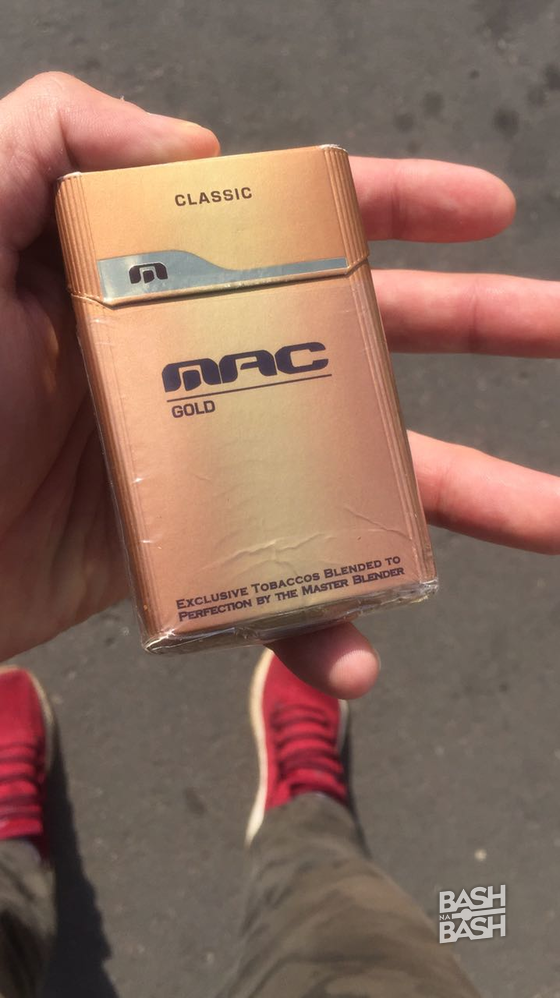 CLASSIC
m
MAC
GOLD
EXCLUSIVE TOBACCOS BLENDED TO
PERFECTION BY THE MASTER BLENDER
BASH
NA
BASH